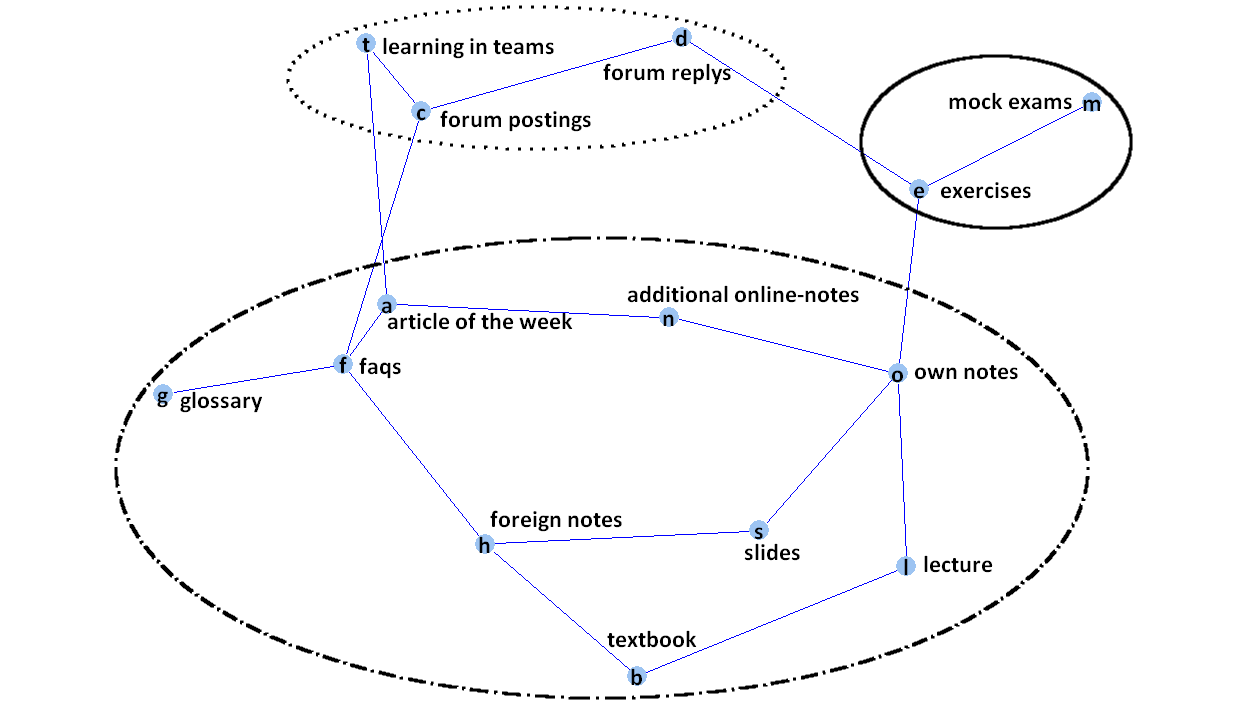 t learning in teams
d
forum replys
c forum postings
mock exams m
e exercises
additional online-notes
a
article of the week
n
f faqs
o own notes
g glossary
foreign notes
h
s
slides
l lecture
textbook
b